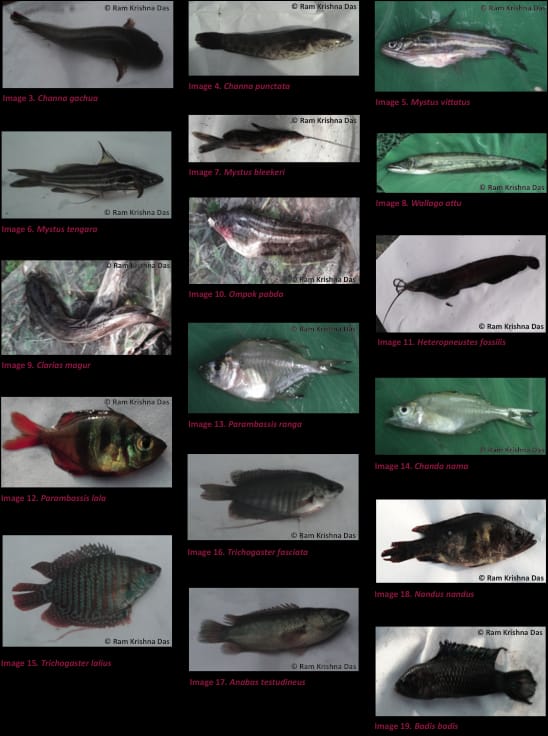 © Ram Krishna Das
Image 3. Channa gachua
© Ram Krishna Das
Image 4. Channa punctata
© Ram Krishna Das
Image 5. Mystus vittatus
© Ram Krishna Das
Image 6. Mystus tengara
© Ram Krishna Das
Image 7. Mystus bleekeri
© Ram Krishna Das
Image 8. Wallago attu
© Ram Krishna Das
Image 9. Clarias magur
© Ram Krishna Das
Image 10. Ompok pabda
© Ram Krishna Das
Image 11. Heteropneustes fossilis
© Ram Krishna Das
Image 12. Parambassis lala
© Ram Krishna Das
Image 13. Parambassis ranga
© Ram Krishna Das
Image 14. Chanda nama
© Ram Krishna Das
Image 15. Trichogaster lalius
© Ram Krishna Das
Image 16. Trichogaster fasciata
© Ram Krishna Das
Image 17. Anabas testudineus
© Ram Krishna Das
Image 18. Nandus nandus
© Ram Krishna Das
Image 19. Badis badis